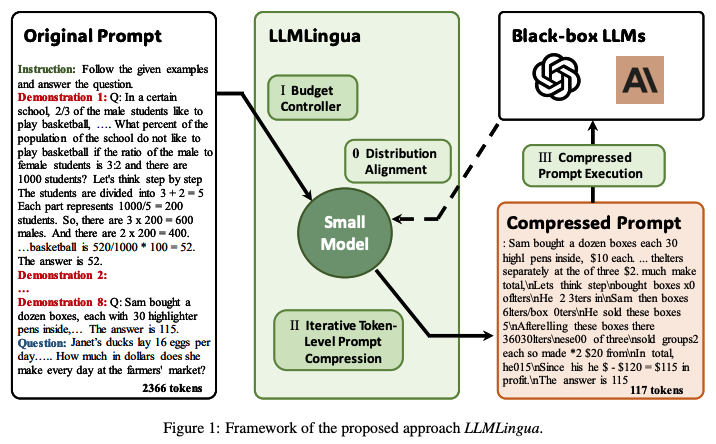 Original Prompt
Instruction: Follow the given examples
and answer the question.
Demonstration 1: Q: In a certain
school, 2/3 of the male students like to
play basketball, …. What percent of the
population of the school do not like to
play basketball if the ratio of the male to
female students is 3:2 and there are
1000 students? Let's think step by step
The students are divided into 3 + 2 = 5
Each part represents 1000/5 = 200
students. So, there are 3 x 200 = 600
males. And there are 2 x 200 = 400.
…basketball is 520/1000 * 100 = 52.
The answer is 52.
Demonstration 2:
…
Demonstration 8: Q: Sam bought a
dozen boxes, each with 30 highlighter
pens inside,… The answer is 115.
Question: Janet's ducks lay 16 eggs per
day….. How much in dollars does she
make every day at the farmers' market?
2366 tokens
LLMLingua
I Budget
Controller
0 Distribution
Alignment
Small
Model
II Iterative Token-
Level Prompt
Compression
Black-box LLMs
A\
III Compressed
Prompt Execution
Compressed Prompt
: Sam bought a dozen boxes each 30
highl pens inside, $10 each. ... thelters
separately at the of three $2. much make
total,\nLets think step\nbought boxes x0
oflters\nHe 2 3ters in\nSam then boxes
6lters/box 0ters\nHe sold these boxes
5\nAfterelling these boxes there
36030lters\nese00 of three\nsold groups2
each so made *2 $20 from\nIn total,
he015\nSince his he $ - $120 = $115 in
profit.\nThe answer is 115
117 tokens
Figure 1: Framework of the proposed approach LLMLingua.